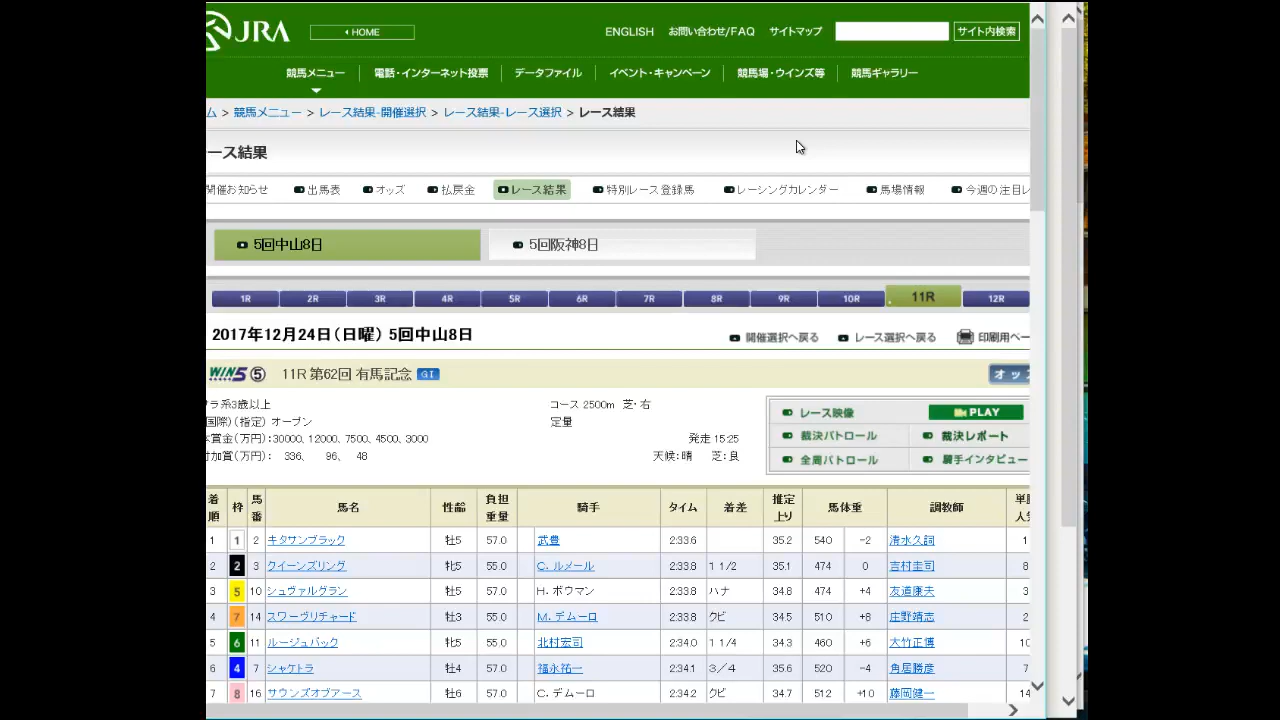 JRA
HOME
ENGLISH お問い合わせ/FAQ サイトマップ サイト内検索
競馬メニュー 電話・インターネット投票 データファイル イベント・キャンペーン 競馬場・ウインズ等 競馬ギャラリー
ム > 競馬メニュー > レース結果-開催選択 > レース結果-レース選択 > レース結果
ース結果
開催お知らせ 出馬表 オッズ 払戻金 レース結果 特別レース登録馬 レーシングカレンダー 馬場情報 今週の注目レ
5回中山8日 5回阪神8日
1R 2R 3R 4R 5R 6R 7R 8R 9R 10R 11R 12R
2017年12月24日(日曜) 5回中山8日 開催選択へ戻る レース選択へ戻る 印刷用ペー
WIN5 ⑤ 11R 第62回 有馬記念 GI オッ
ラ系3歳以上 コース 2500m 芝・右
国際)(指定) オープン 定量
賞金(万円):30000、12000、7500、4500、3000 発走 15:25
加賞(万円): 336、 96、 48 天候:晴 芝:良
レース映像 PLAY
裁決パトロール 裁決レポート
全周パトロール 騎手インタビュー
着順 枠 馬番 馬名 性齢 負担重量 騎手 タイム 着差 推定上り 馬体重 調教師 単勝人気
1 1 2 キタサンブラック 牡5 57.0 武豊 2:33.6 35.2 540 -2 清水久詞 1
2 2 3 クイーンズリング 牝5 55.0 C.ルメール 2:33.8 1 1/2 35.1 474 0 吉村圭司 8
3 5 10 シュヴァルグラン 牡5 57.0 H.ボウマン 2:33.8 ハナ 34.8 474 +4 友道康夫 3
4 7 14 スワーヴリチャード 牡3 55.0 M.デムーロ 2:33.8 クビ 34.5 510 +8 庄野靖志 2
5 6 11 ルージュバック 牝5 55.0 北村宏司 2:34.0 1 1/4 34.3 460 +6 大竹正博 10
6 4 7 シャケトラ 牡4 57.0 福永祐一 2:34.1 3/4 35.6 520 -4 角居勝彦 7
7 8 16 サウンズオブアース 牡6 57.0 C.デムーロ 2:34.2 クビ 34.7 512 +10 藤岡健一 14